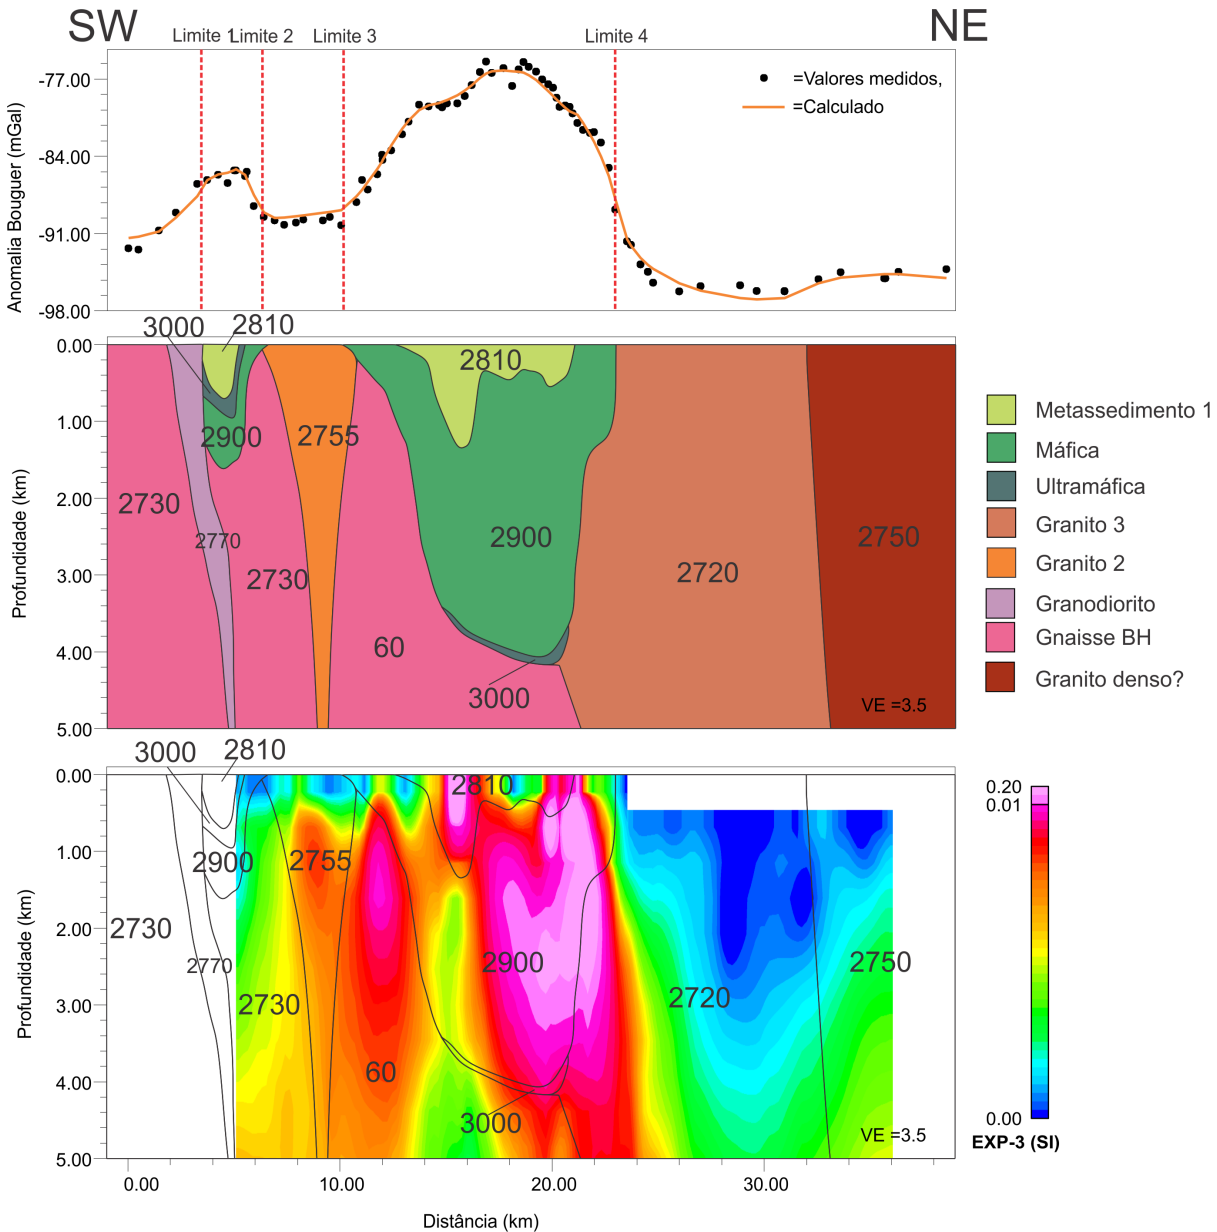 SW
NE
Limite 1
Limite 2
Limite 3
Limite 4
Anomalia Bouguer (mGal)
-77.00
-84.00
-91.00
-98.00
=Valores medidos,
=Calculado
3000
2810
Profundidade (km)
0.00
1.00
2.00
3.00
4.00
5.00
2810
2900
2755
2730
2770
2730
2900
2720
2750
60
3000
VE =3.5
Metassedimento 1
Máfica
Ultramáfica
Granito 3
Granito 2
Granodiorito
Gnaisse BH
Granito denso?
3000
2810
Profundidade (km)
0.00
1.00
2.00
3.00
4.00
5.00
2810
2900
2755
2730
2770
2900
2750
2730
2720
60
3000
VE =3.5
0.20
0.01
0.00
EXP-3 (SI)
0.00
10.00
20.00
30.00
Distância (km)